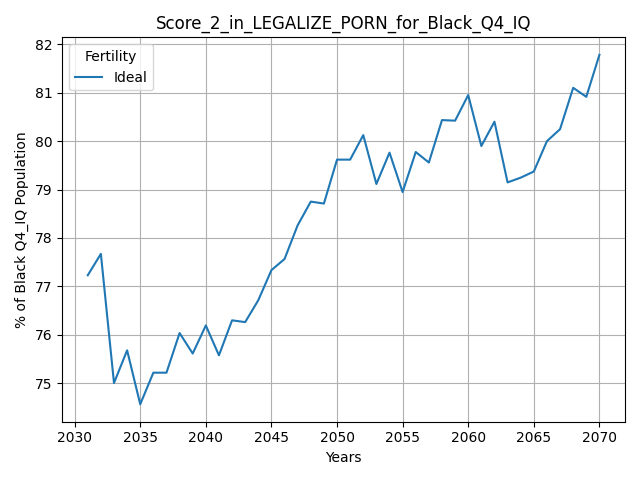 Score_2_in_LEGALIZE_PORN_for_Black_Q4_IQ
Fertility
Ideal
% of Black Q4_IQ Population
82
81
80
79
78
77
76
75
2030 2035 2040 2045 2050 2055 2060 2065 2070
Years